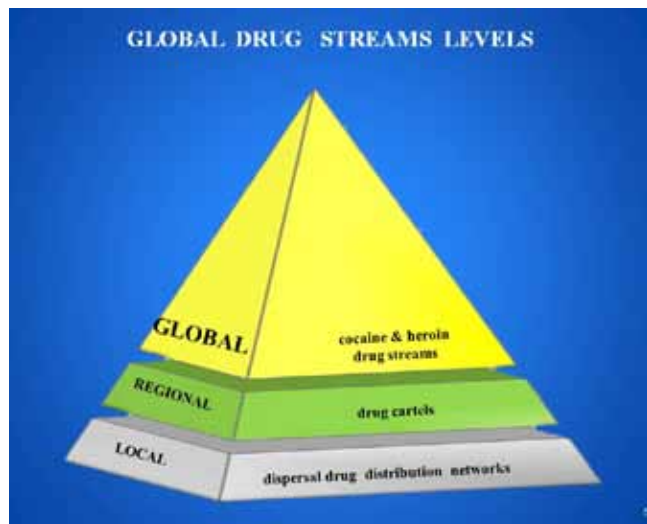 GLOBAL DRUG STREAMS LEVELS
GLOBAL
cocaine & heroin
drug streams
REGIONAL
drug cartels
LOCAL
dispersal drug distribution networks